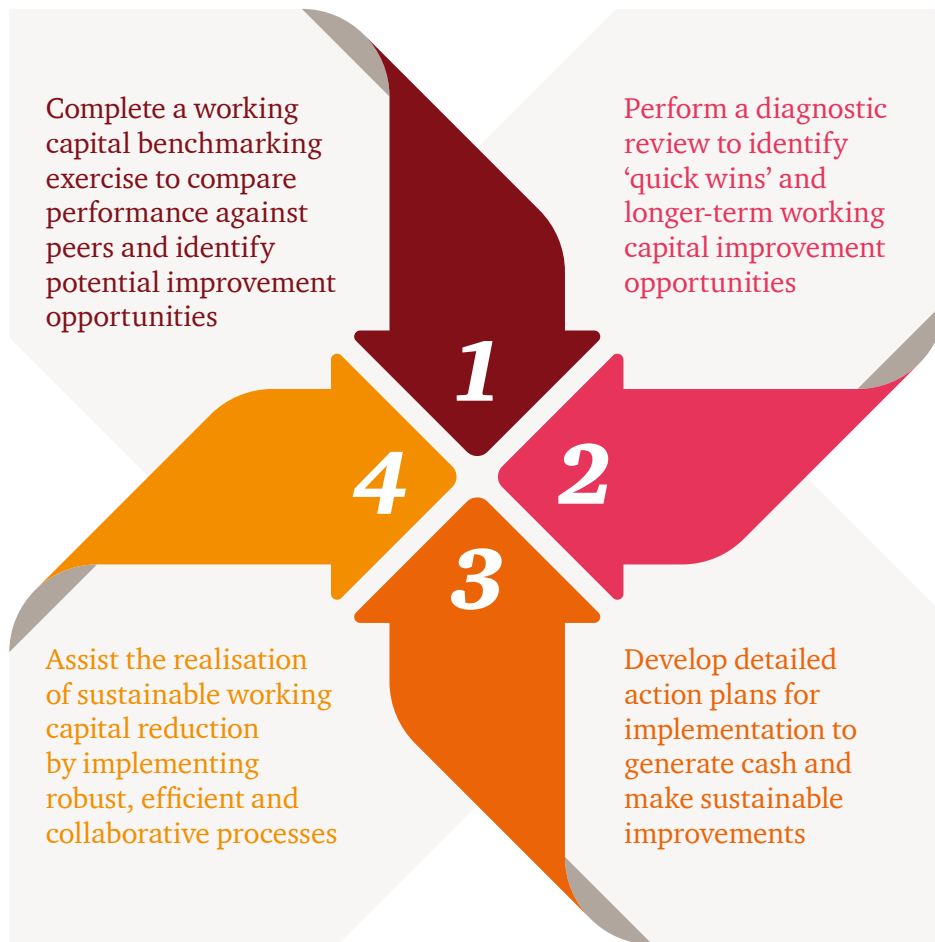 Complete a working
capital benchmarking
exercise to compare
performance against
peers and identify
potential improvement
opportunities
1
Perform a diagnostic
review to identify
‘quick wins’ and
longer-term working
capital improvement
opportunities
2
Develop detailed
action plans for
implementation to
generate cash and
make sustainable
improvements
3
Assist the realisation
of sustainable working
capital reduction
by implementing
robust, efficient and
collaborative processes
4